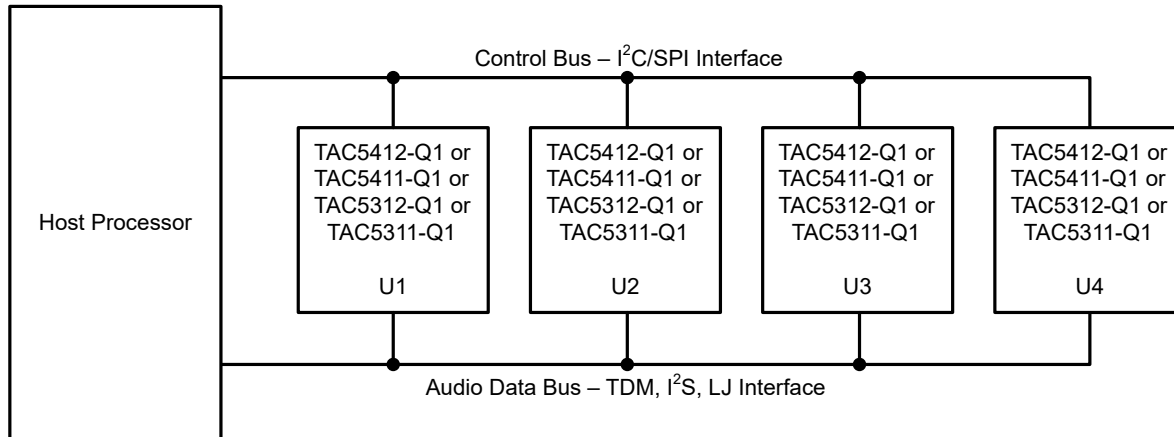 Control Bus – I²C/SPI Interface
Host Processor
TAC5412-Q1 or
TAC5411-Q1 or
TAC5312-Q1 or
TAC5311-Q1
U1
TAC5412-Q1 or
TAC5411-Q1 or
TAC5312-Q1 or
TAC5311-Q1
U2
TAC5412-Q1 or
TAC5411-Q1 or
TAC5312-Q1 or
TAC5311-Q1
U3
TAC5412-Q1 or
TAC5411-Q1 or
TAC5312-Q1 or
TAC5311-Q1
U4
Audio Data Bus – TDM, I²S, LJ Interface